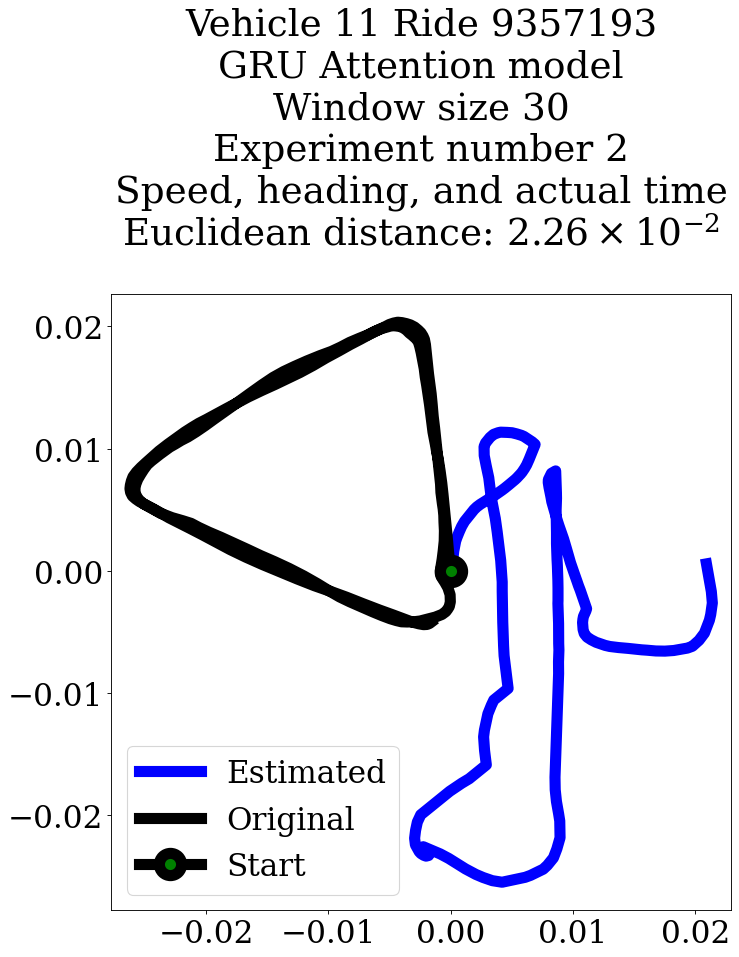 Vehicle 11 Ride 9357193
GRU Attention model
Window size 30
Experiment number 2
Speed, heading, and actual time
Euclidean distance: 2.26 × 10⁻²
0.02
0.01
0.00
−0.01
−0.02
Estimated
Original
Start
−0.02 −0.01 0.00 0.01 0.02